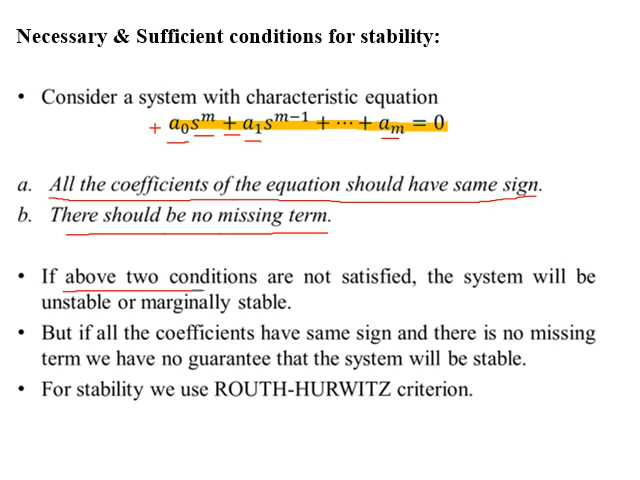 Necessary & Sufficient conditions for stability:
• Consider a system with characteristic equation
+ a₀sᵐ + a₁sᵐ⁻¹ + ⋯ + aₘ = 0
a. All the coefficients of the equation should have same sign.
b. There should be no missing term.
• If above two conditions are not satisfied, the system will be
unstable or marginally stable.
• But if all the coefficients have same sign and there is no missing
term we have no guarantee that the system will be stable.
• For stability we use ROUTH-HURWITZ criterion.